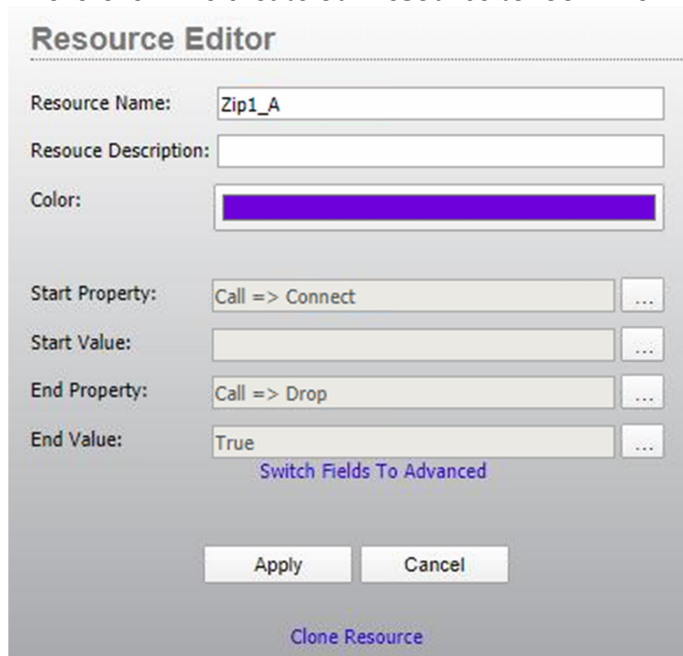 Resource Editor
Resource Name: Zip1_A
Resouce Description:
Color:
Start Property: Call => Connect ...
Start Value: ...
End Property: Call => Drop ...
End Value: True ...
Switch Fields To Advanced
Apply Cancel
Clone Resource